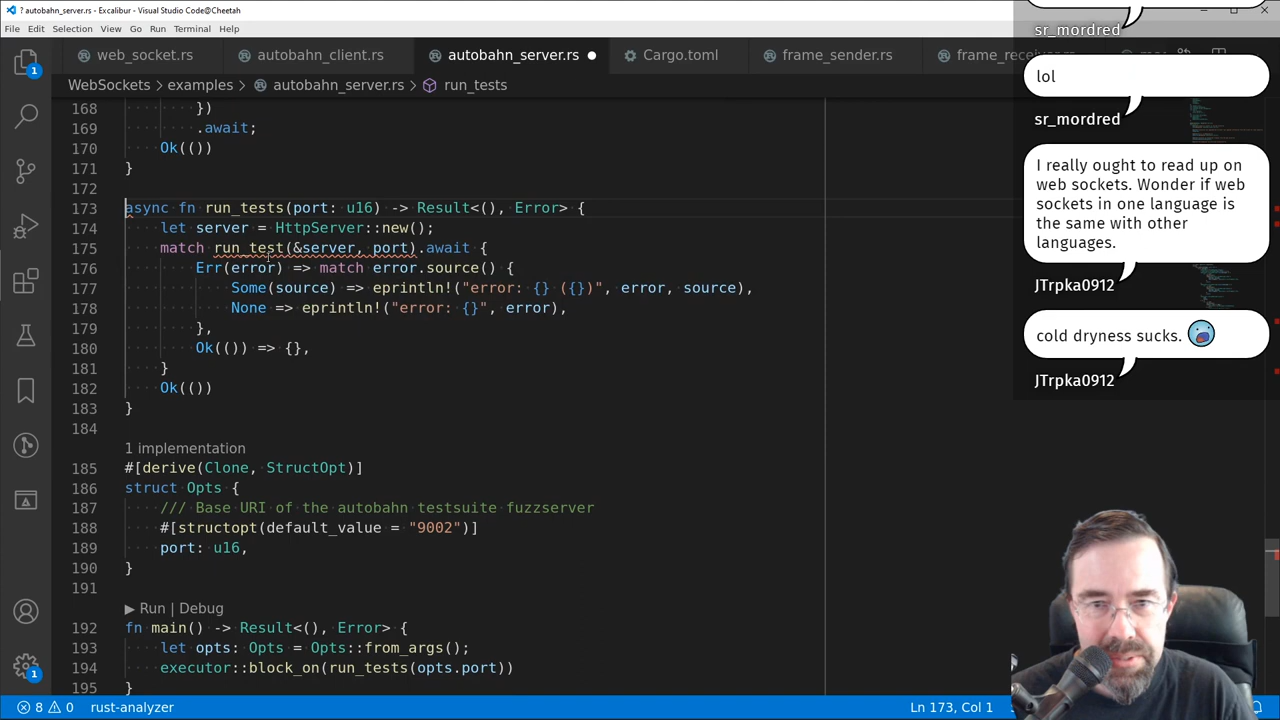 ? autobahn_server.rs - Excalibur - Visual Studio Code@Cheetah
File Edit Selection View Go Run Terminal Help
web_socket.rs autobahn_client.rs autobahn_server.rs Cargo.toml frame_sender.rs
WebSockets > examples > autobahn_server.rs > run_tests
168 })
169 .await;
170 Ok(())
171 }
172
173 async fn run_tests(port: u16) -> Result<(), Error> {
174 let server = HttpServer::new();
175 match run_test(&server, port).await {
176 Err(error) => match error.source() {
177 Some(source) => eprintln!("error: {} ({})", error, source),
178 None => eprintln!("error: {}", error),
179 },
180 Ok(()) => {},
181 }
182 Ok(())
183 }
184
1 implementation
185 #[derive(Clone, StructOpt)]
186 struct Opts {
187 /// Base URI of the autobahn testsuite fuzzserver
188 #[structopt(default_value = "9002")]
189 port: u16,
190 }
191
▶ Run | Debug
192 fn main() -> Result<(), Error> {
193 let opts: Opts = Opts::from_args();
194 executor::block_on(run_tests(opts.port))
195 }
sr_mordred
lol
sr_mordred
I really ought to read up on
web sockets. Wonder if web
sockets in one language is
the same with other
languages.
JTrpka0912
cold dryness sucks.
JTrpka0912
1
1
8 0 rust-analyzer Ln 173, Col 1